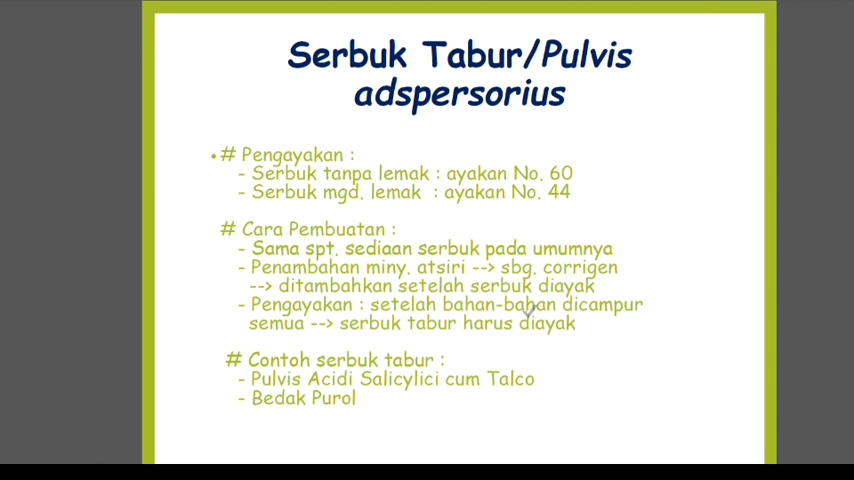 Serbuk Tabur/Pulvis
adspersorius
• # Pengayakan :
- Serbuk tanpa lemak : ayakan No. 60
- Serbuk mgd. lemak : ayakan No. 44
# Cara Pembuatan :
- Sama spt. sediaan serbuk pada umumnya
- Penambahan miny. atsiri --> sbg. corrigen
--> ditambahkan setelah serbuk diayak
- Pengayakan : setelah bahan-bahan dicampur
semua --> serbuk tabur harus diayak
# Contoh serbuk tabur :
- Pulvis Acidi Salicylici cum Talco
- Bedak Purol